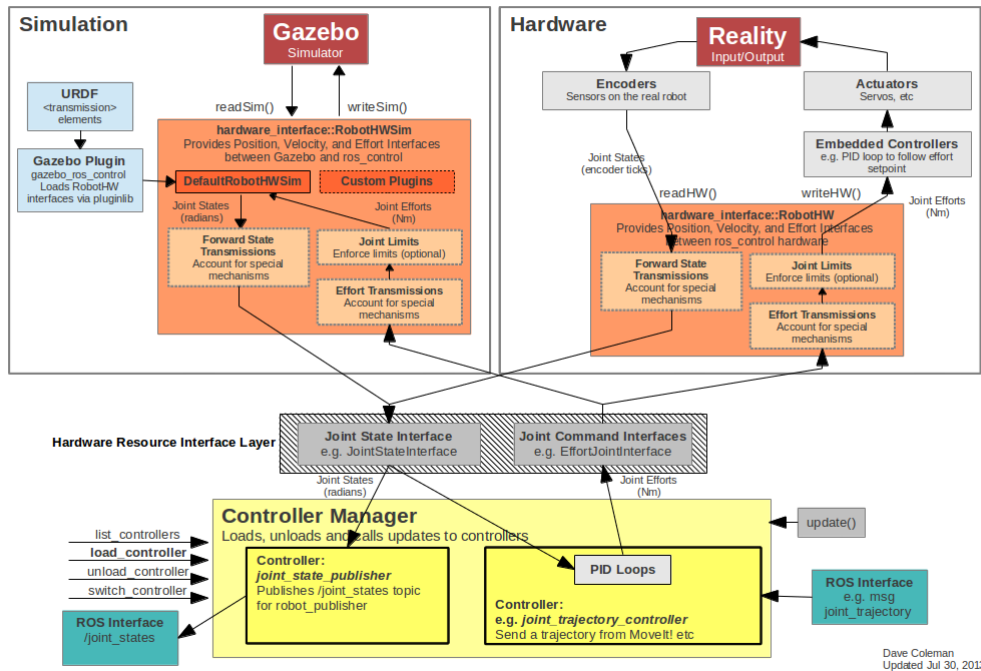 Simulation
Gazebo
Simulator
readSim()
writeSim()
URDF
<transmission>
elements
Gazebo Plugin
gazebo_ros_control
Loads RobotHW
interfaces via pluginlib
hardware_interface::RobotHWSim
Provides Position, Velocity, and Effort Interfaces
between Gazebo and ros_control
DefaultRobotHWSim
Custom Plugins
Joint States
(radians)
Joint Efforts
(Nm)
Forward State
Transmissions
Account for special
mechanisms
Joint Limits
Enforce limits (optional)
Effort Transmissions
Account for special
mechanisms
Hardware
Reality
Input/Output
Encoders
Sensors on the real robot
Actuators
Servos, etc
Embedded Controllers
e.g. PID loop to follow effort
setpoint
Joint States
(encoder ticks)
readHW()
writeHW()
Joint Efforts
(Nm)
hardware_interface::RobotHW
Provides Position, Velocity, and Effort Interfaces
between ros_control hardware
Forward State
Transmissions
Account for special
mechanisms
Joint Limits
Enforce limits (optional)
Effort Transmissions
Account for special
mechanisms
Hardware Resource Interface Layer
Joint State Interface
e.g. JointStateInterface
Joint Command Interfaces
e.g. EffortJointInterface
Joint States
(radians)
Joint Efforts
(Nm)
Controller Manager
Loads, unloads and calls updates to controllers
update()
list_controllers
load_controller
unload_controller
switch_controller
Controller:
joint_state_publisher
Publishes /joint_states topic
for robot_publisher
PID Loops
Controller:
e.g. joint_trajectory_controller
Send a trajectory from MoveIt! etc
ROS Interface
/joint_states
ROS Interface
e.g. msg
joint_trajectory
Dave Coleman
Updated Jul 30, 201